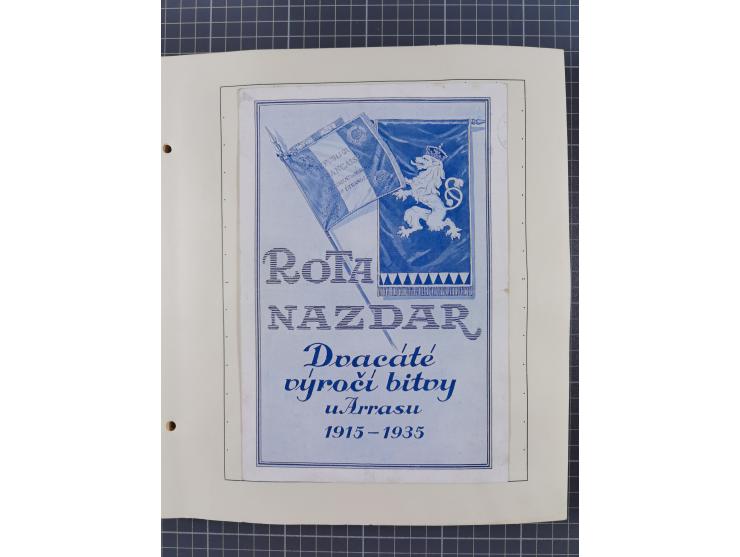 ROTA
NAZDAR
Dvacáté
výročí bitvy
u Arrasu
1915–1935